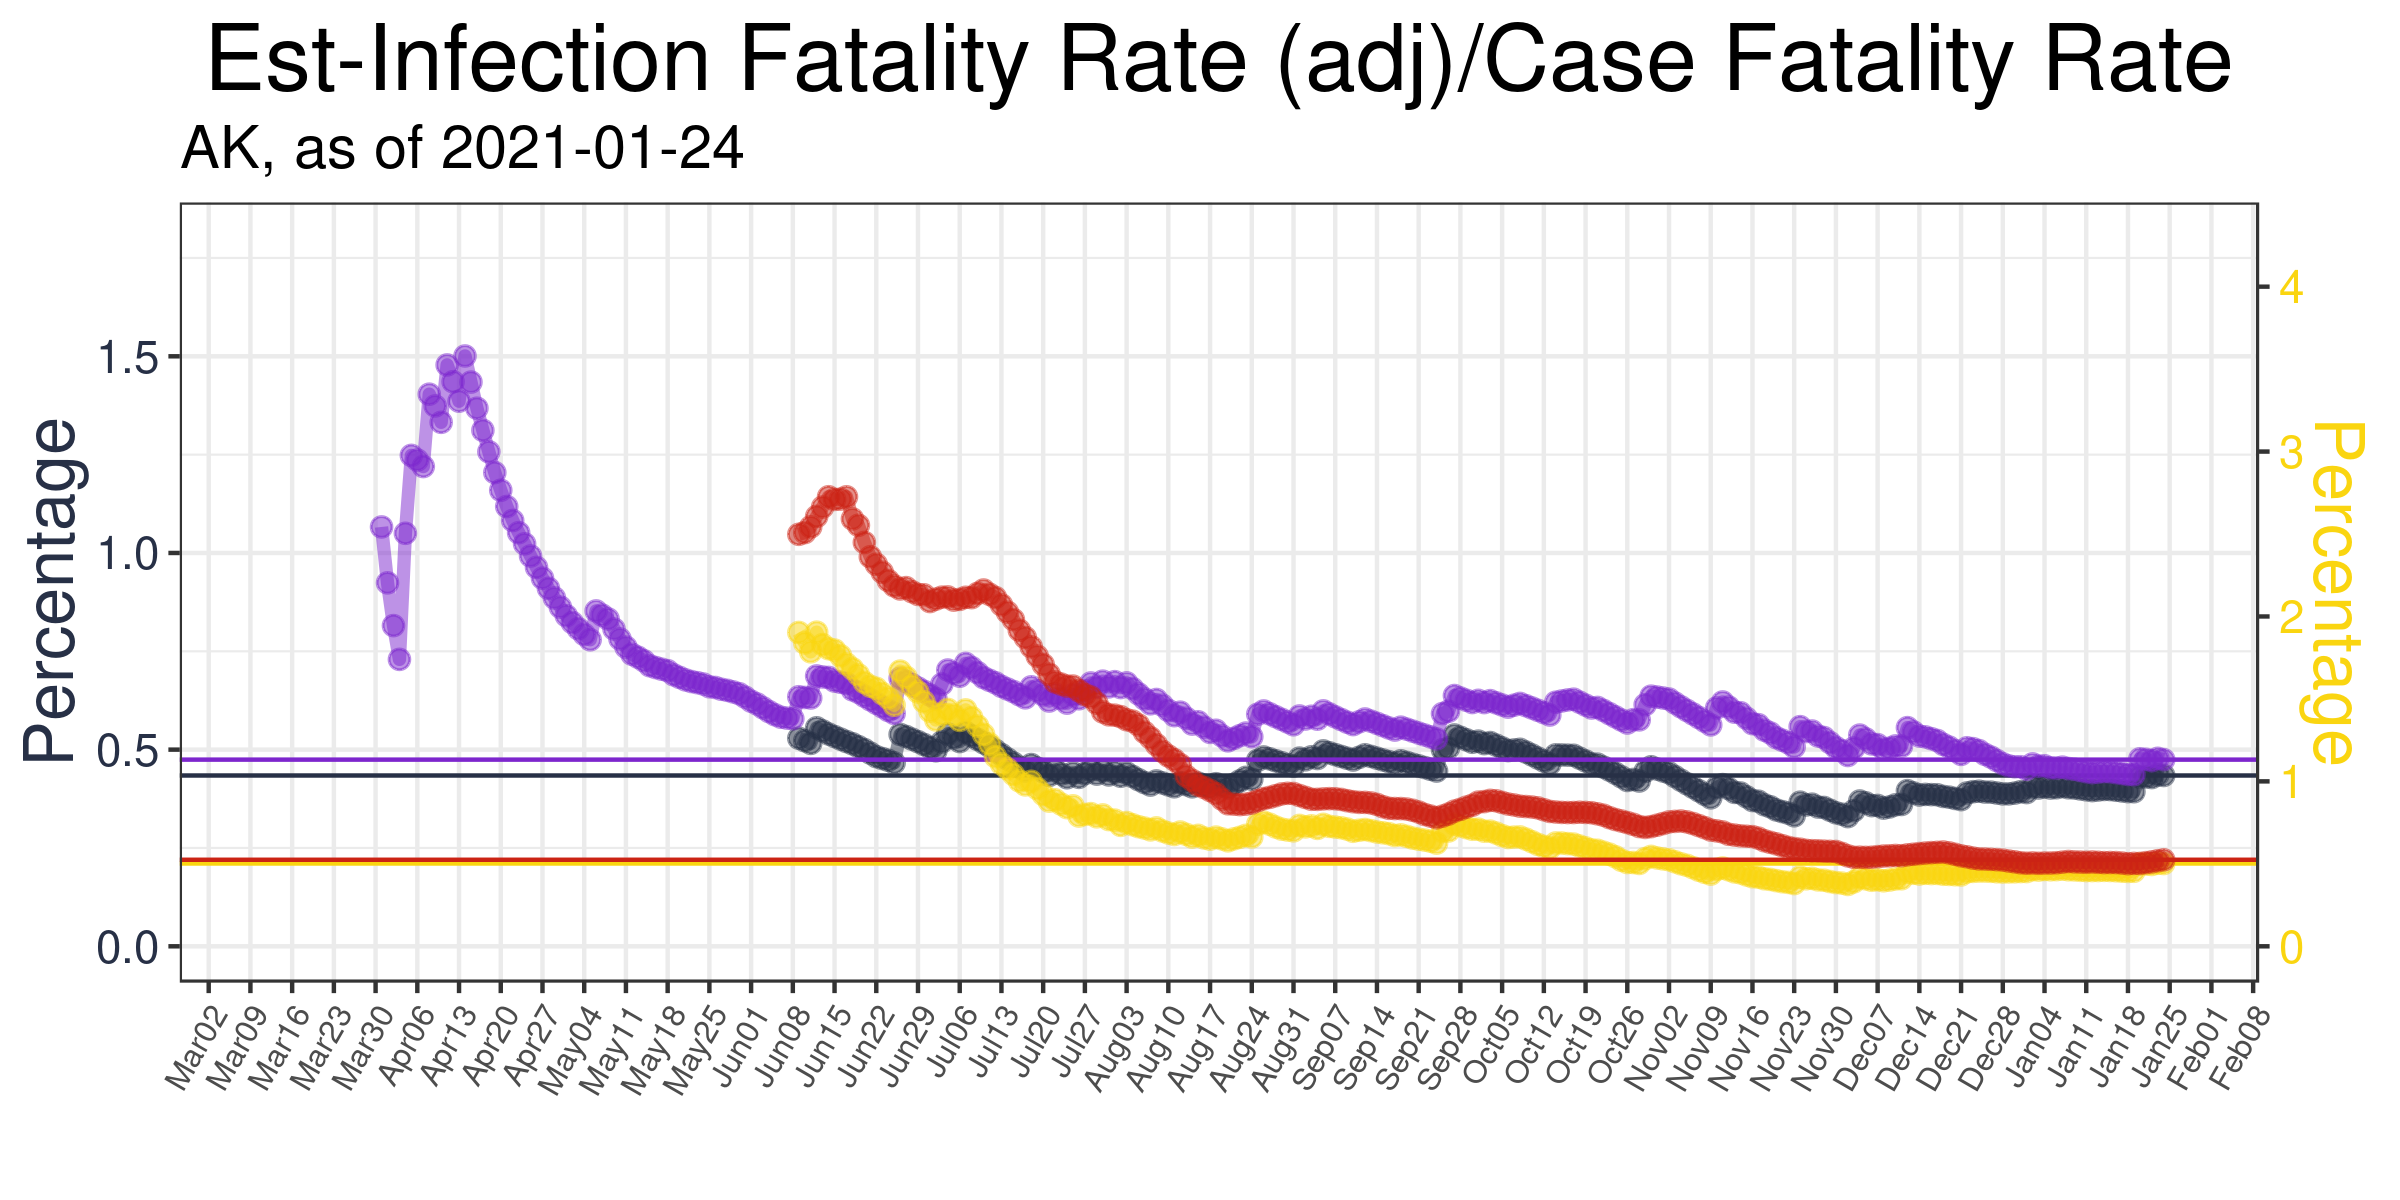 Est-Infection Fatality Rate (adj)/Case Fatality Rate
AK, as of 2021-01-24
Percentage
1.5
1.0
0.5
0.0
Percentage
4
3
2
1
0
Mar02
Mar09
Mar16
Mar23
Mar30
Apr06
Apr13
Apr20
Apr27
May04
May11
May18
May25
Jun01
Jun08
Jun15
Jun22
Jun29
Jul06
Jul13
Jul20
Jul27
Aug03
Aug10
Aug17
Aug24
Aug31
Sep07
Sep14
Sep21
Sep28
Oct05
Oct12
Oct19
Oct26
Nov02
Nov09
Nov16
Nov23
Nov30
Dec07
Dec14
Dec21
Dec28
Jan04
Jan11
Jan18
Jan25
Feb01
Feb08